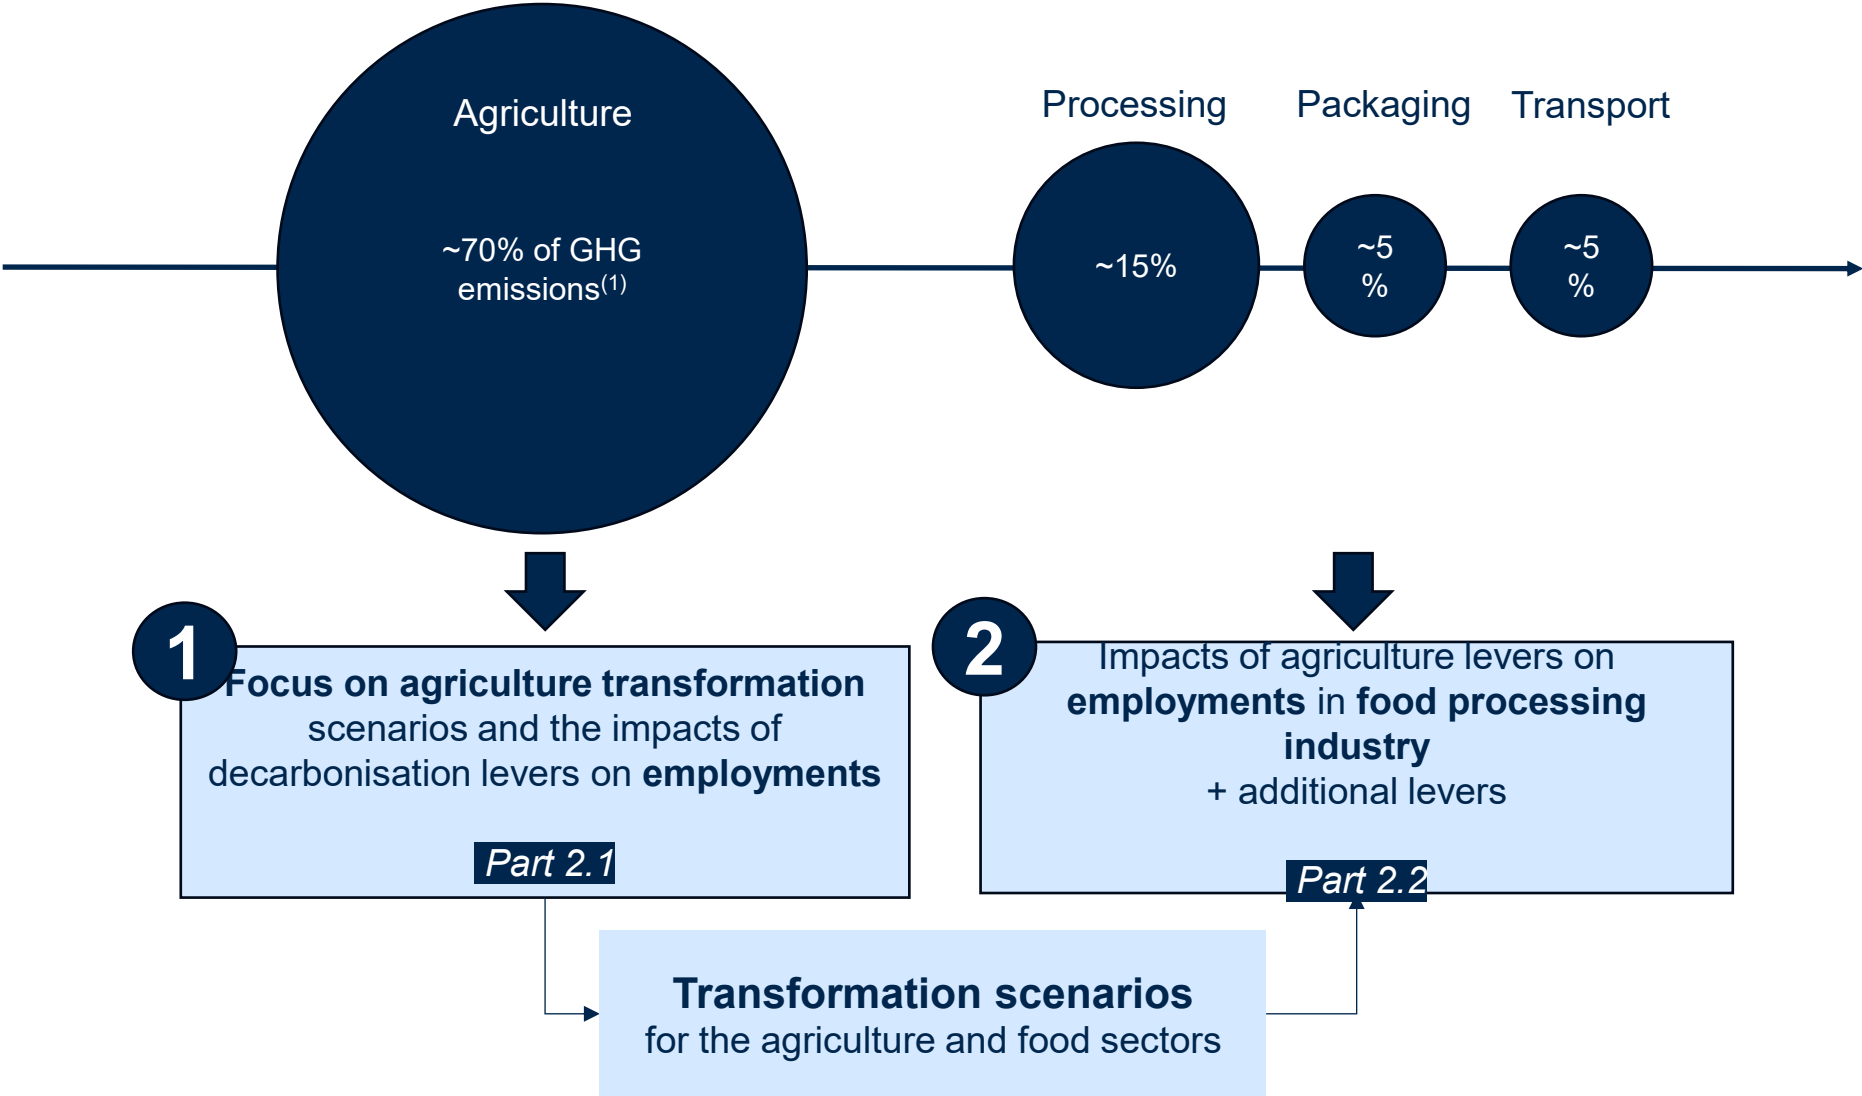 Agriculture
~70% of GHG
emissions(1)
Processing
~15%
Packaging
~5
%
Transport
~5
%
1
Focus on agriculture transformation
scenarios and the impacts of
decarbonisation levers on employments
Part 2.1
2
Impacts of agriculture levers on
employments in food processing
industry
+ additional levers
Part 2.2
Transformation scenarios
for the agriculture and food sectors